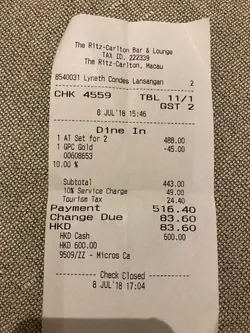 The Ritz-Carlton Bar & Lounge
TAX ID. 222339
The Ritz-Carlton, Macau
8540031 Lyneth Condes Lansangan 2
CHK 4559 TBL 11/1
GST 2
8 JUL'18 15:46
Dine In
1 AT Set for 2 488.00
1 GPC Gold -45.00
00608653
10.00 %
Subtotal 443.00
10% Service Charge 49.00
Tourism Tax 24.40
Payment 516.40
Change Due 83.60
HKD 83.60
HKD Cash 600.00
HKD 600.00
9509/ZZ - Micros Ca
Check Closed
8 JUL'18 17:04